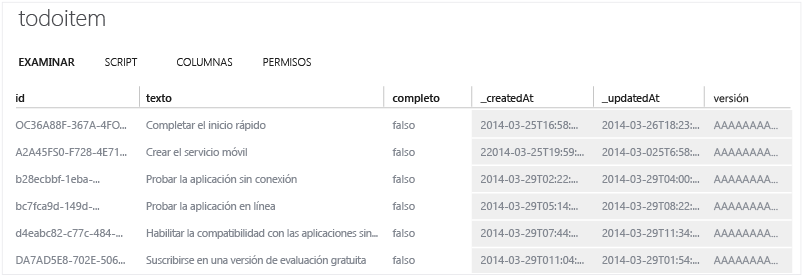 todoitem
EXAMINAR SCRIPT COLUMNAS PERMISOS
id texto completo _createdAt _updatedAt versión
OC36A88F-367A-4FO... Completar el inicio rápido falso 2014-03-25T16:58:... 2014-03-26T18:23:... AAAAAAAA...
A2A45FS0-F728-4E71... Crear el servicio móvil falso 22014-03-25T19:59:... 2014-03-025T6:58:... AAAAAAAA...
b28ecbbf-1eba-... Probar la aplicación sin conexión falso 2014-03-29T02:22:... 2014-03-29T04:00:... AAAAAAAA...
bc7fca9d-149d-... Probar la aplicación en línea falso 2014-03-29T05:14:... 2014-03-29T08:22:... AAAAAAAA...
d4eabc82-c77c-484-... Habilitar la compatibilidad con las aplicaciones sin... falso 2014-03-29T07:44:... 2014-03-29T11:34:... AAAAAAAA...
DA7AD5E8-702E-506... Suscribirse en una versión de evaluación gratuita falso 2014-03-29T011:04:... 2014-03-29T01:54:... AAAAAAAA...